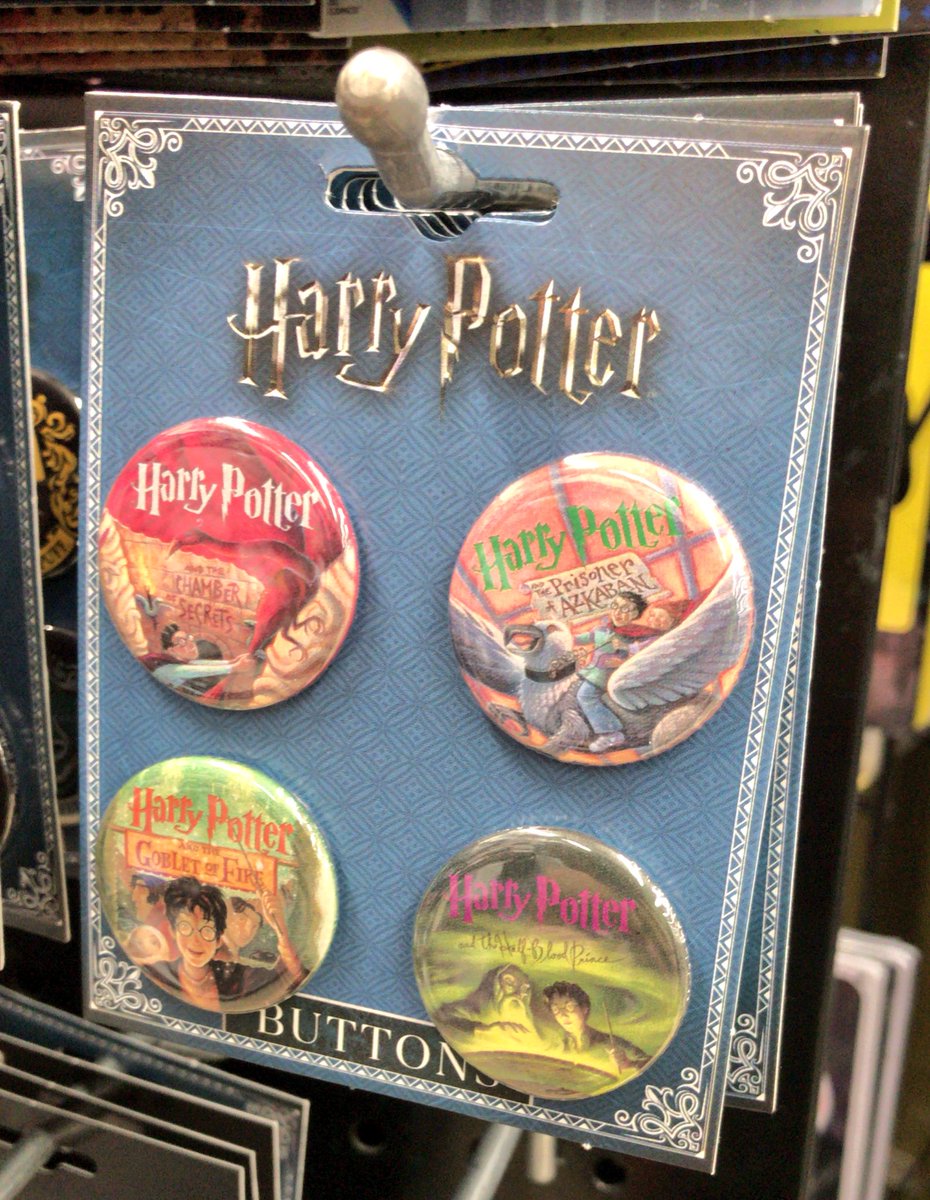 Harry Potter
Harry Potter
AND THE
CHAMBER
OF SECRETS
Harry Potter
AND THE PRISONER
of AZKABAN
Harry Potter
AND THE
GOBLET OF FIRE
Harry Potter
and the Half-Blood Prince
BUTTONS